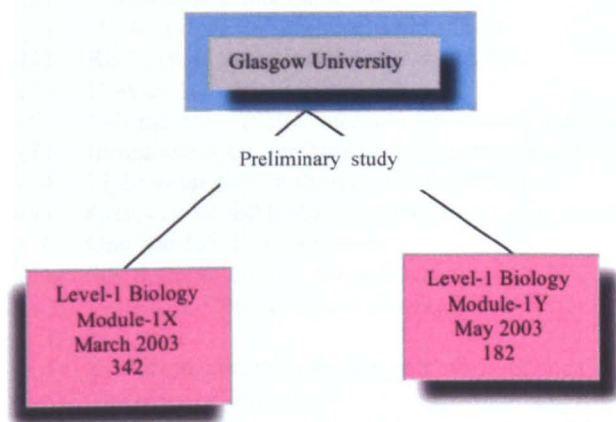 Glasgow University
Preliminary study
Level-1 Biology
Module-1X
March 2003
342
Level-1 Biology
Module-1Y
May 2003
182